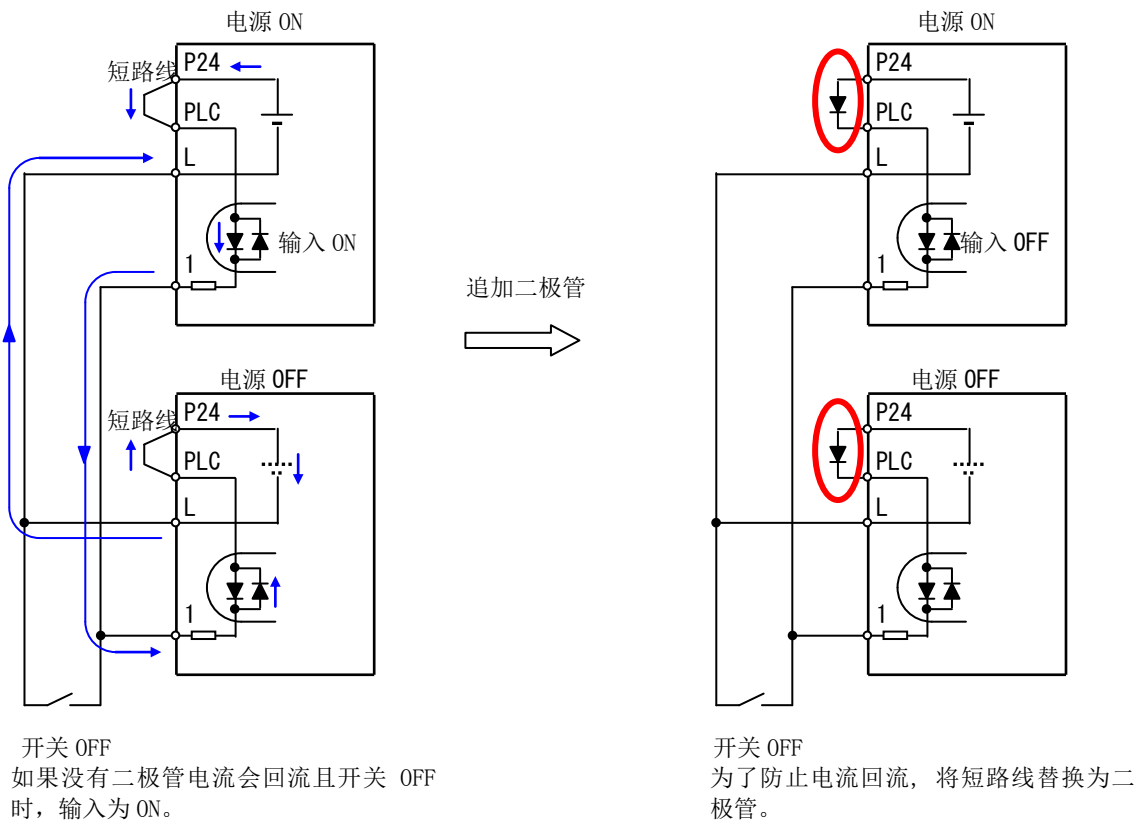 电源 ON
P24
短路线
PLC
L
输入 ON
1
电源 OFF
P24
短路线
PLC
L
1
开关 OFF
如果没有二极管电流会回流且开关 OFF
时，输入为 ON。
追加二极管
电源 ON
P24
PLC
L
输入 OFF
1
电源 OFF
P24
PLC
L
1
开关 OFF
为了防止电流回流, 将短路线替换为二
极管。